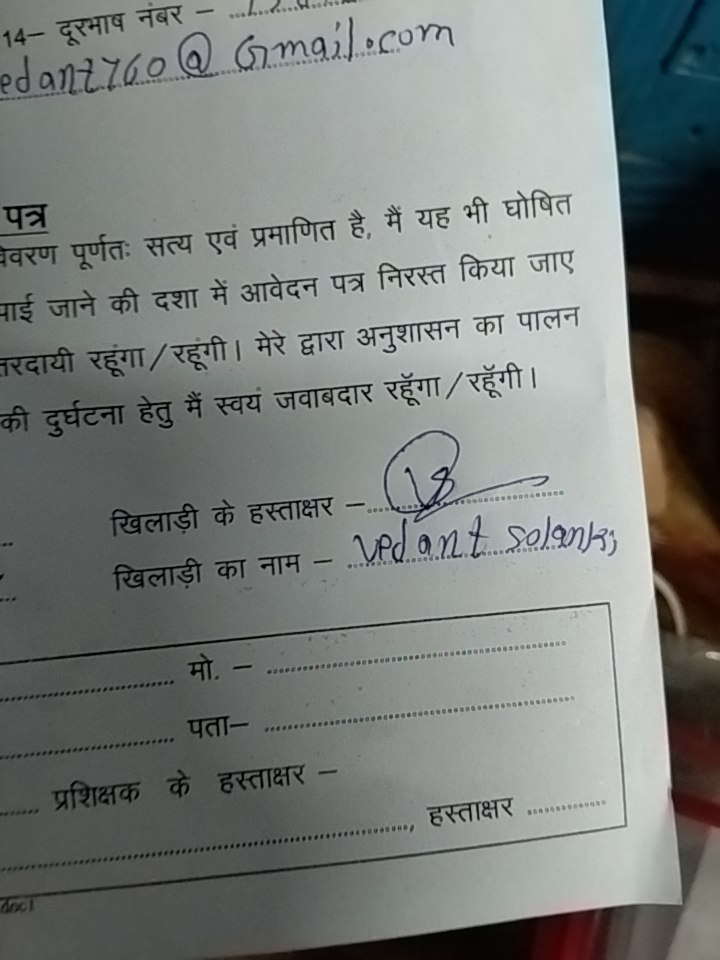 14– दूरभाष नंबर –
edant760@Gmail.com
पत्र
विवरण पूर्णतः सत्य एवं प्रमाणित है, मैं यह भी घोषित
पाई जाने की दशा में आवेदन पत्र निरस्त किया जाए
तरदायी रहूंगा/रहूंगी। मेरे द्वारा अनुशासन का पालन
की दुर्घटना हेतु मैं स्वयं जवाबदार रहूँगा/रहूँगी।
खिलाड़ी के हस्ताक्षर – VS
खिलाड़ी का नाम – vedant solanki
मो. –
पता–
प्रशिक्षक के हस्ताक्षर –
, हस्ताक्षर